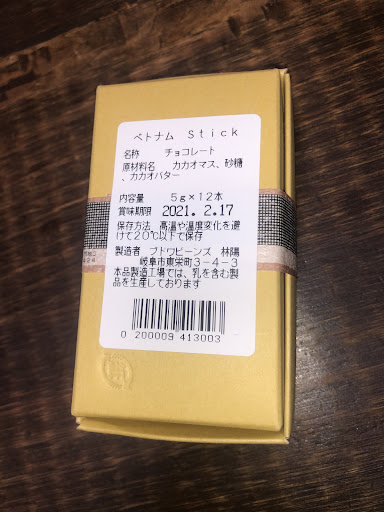 ベトナム Stick
名称 チョコレート
原材料名 カカオマス、砂糖
、カカオバター
内容量 5g×12本
賞味期限 2021. 2.17
保存方法 高温や温度変化を避
けて20℃以下で保存
製造者 フドワビーンズ 林陽
岐阜市東栄町3-4-3
本品製造工場では、乳を含む製
品を生産しております
0 200009 413003